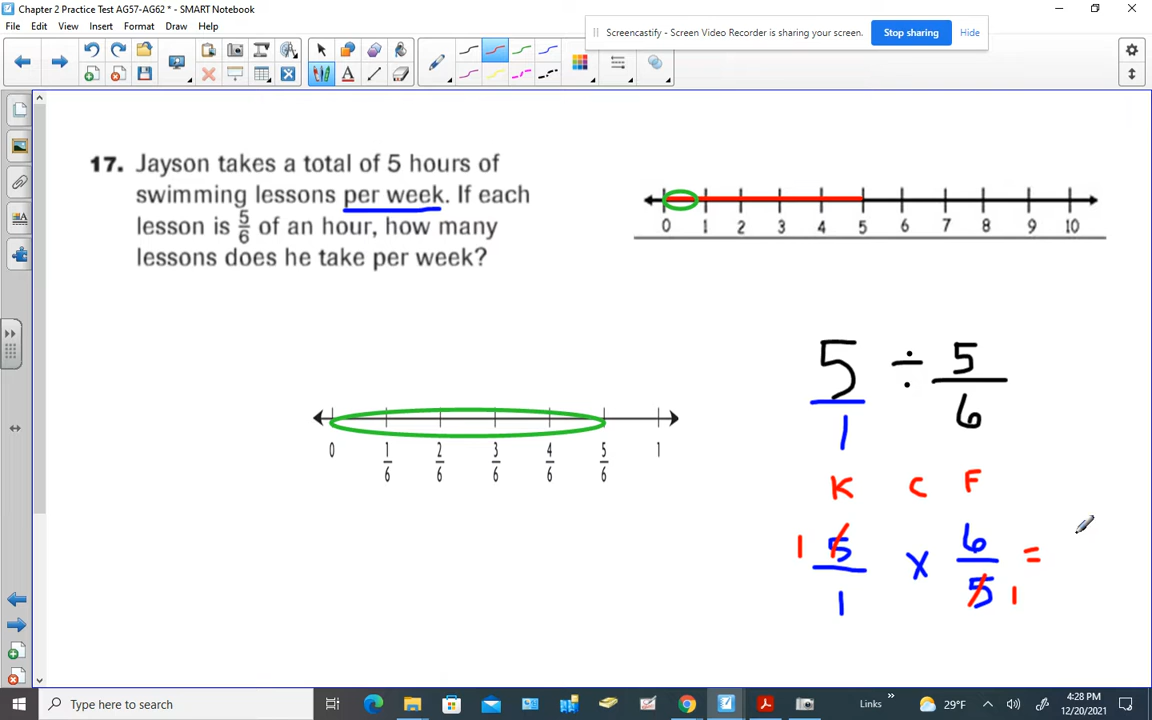 Chapter 2 Practice Test AG57-AG62 * - SMART Notebook
File Edit View Insert Format Draw Help
Screencastify - Screen Video Recorder is sharing your screen. Stop sharing Hide
17. Jayson takes a total of 5 hours of
swimming lessons per week. If each
lesson is 5/6 of an hour, how many
lessons does he take per week?
0 1 2 3 4 5 6 7 8 9 10
5/1 ÷ 5/6
0 1/6 2/6 3/6 4/6 5/6 1
K C F
1 5/1 x 6/5 1 =
Type here to search
Links
29°F
4:28 PM
12/20/2021